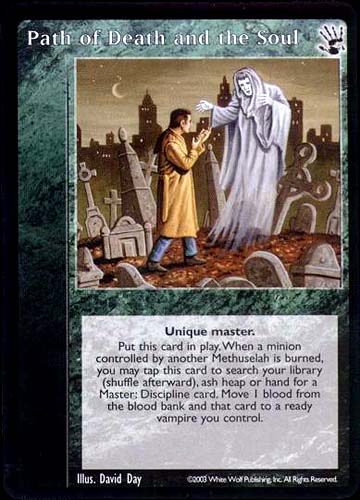 Path of Death and the Soul
Unique master.
Put this card in play. When a minion
controlled by another Methuselah is burned,
you may tap this card to search your library
(shuffle afterward), ash heap or hand for a
Master: Discipline card. Move 1 blood from
the blood bank and that card to a ready
vampire you control.
Illus. David Day
©2003 White Wolf Publishing, Inc. All Rights Reserved.